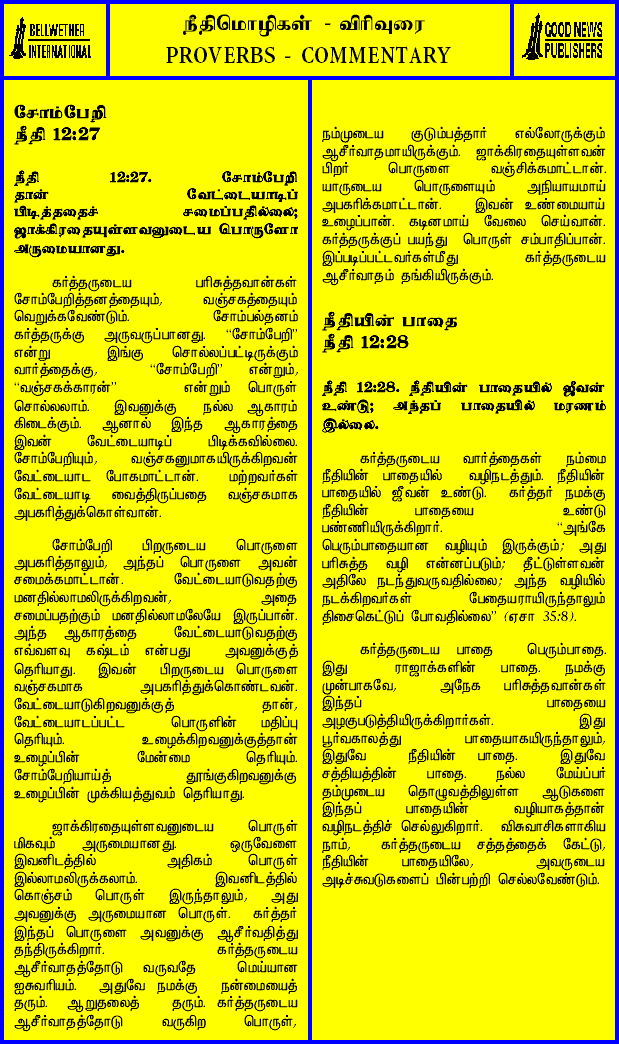 BELLWETHER
INTERNATIONAL
நீதிமொழிகள் - விரிவுரை
PROVERBS - COMMENTARY
GOOD NEWS
PUBLISHERS
சோம்பேறி
நீதி 12:27
நீதி 12:27. சோம்பேறி
தான் வேட்டையாடிப்
பிடித்ததைச் சமைப்பதில்லை;
ஜாக்கிரதையுள்ளவனுடைய பொருளோ
அருமையானது.
கர்த்தருடைய பரிசுத்தவான்கள்
சோம்பேறித்தனத்தையும், வஞ்சகத்தையும்
வெறுக்கவேண்டும். சோம்பல்தனம்
கர்த்தருக்கு அருவருப்பானது. “சோம்பேறி”
என்று இங்கு சொல்லப்பட்டிருக்கும்
வார்த்தைக்கு, “சோம்பேறி” என்றும்,
“வஞ்சகக்காரன்” என்றும் பொருள்
சொல்லலாம். இவனுக்கு நல்ல ஆகாரம்
கிடைக்கும். ஆனால் இந்த ஆகாரத்தை
இவன் வேட்டையாடிப் பிடிக்கவில்லை.
சோம்பேறியும், வஞ்சகனுமாகயிருக்கிறவன்
வேட்டையாட போகமாட்டான். மற்றவர்கள்
வேட்டையாடி வைத்திருப்பதை வஞ்சகமாக
அபகரித்துக்கொள்வான்.
சோம்பேறி பிறருடைய பொருளை
அபகரித்தாலும், அந்தப் பொருளை அவன்
சமைக்கமாட்டான். வேட்டையாடுவதற்கு
மனதில்லாமலிருக்கிறவன், அதை
சமைப்பதற்கும் மனதில்லாமலேயே இருப்பான்.
அந்த ஆகாரத்தை வேட்டையாடுவதற்கு
எவ்வளவு கஷ்டம் என்பது அவனுக்குத்
தெரியாது. இவன் பிறருடைய பொருளை
வஞ்சகமாக அபகரித்துக்கொண்டவன்.
வேட்டையாடுகிறவனுக்குத் தான்,
வேட்டையாடப்பட்ட பொருளின் மதிப்பு
தெரியும். உழைக்கிறவனுக்குத்தான்
உழைப்பின் மேன்மை தெரியும்.
சோம்பேறியாய்த் தூங்குகிறவனுக்கு
உழைப்பின் முக்கியத்துவம் தெரியாது.
ஜாக்கிரதையுள்ளவனுடைய பொருள்
மிகவும் அருமையானது. ஒருவேளை
இவனிடத்தில் அதிகம் பொருள்
இல்லாமலிருக்கலாம். இவனிடத்தில்
கொஞ்சம் பொருள் இருந்தாலும், அது
அவனுக்கு அருமையான பொருள். கர்த்தர்
இந்தப் பொருளை அவனுக்கு ஆசீர்வதித்து
தந்திருக்கிறார். கர்த்தருடைய
ஆசீர்வாதத்தோடு வருவதே மெய்யான
ஐசுவரியம். அதுவே நமக்கு நன்மையைத்
தரும். ஆறுதலைத் தரும். கர்த்தருடைய
ஆசீர்வாதத்தோடு வருகிற பொருள்,
நம்முடைய குடும்பத்தார் எல்லோருக்கும்
ஆசீர்வாதமாயிருக்கும். ஜாக்கிரதையுள்ளவன்
பிறர் பொருளை வஞ்சிக்கமாட்டான்.
யாருடைய பொருளையும் அநியாயமாய்
அபகரிக்கமாட்டான். இவன் உண்மையாய்
உழைப்பான். கடினமாய் வேலை செய்வான்.
கர்த்தருக்குப் பயந்து பொருள் சம்பாதிப்பான்.
இப்படிப்பட்டவர்கள்மீது கர்த்தருடைய
ஆசீர்வாதம் தங்கியிருக்கும்.
நீதியின் பாதை
நீதி 12:28
நீதி 12:28. நீதியின் பாதையில் ஜீவன்
உண்டு; அந்தப் பாதையில் மரணம்
இல்லை.
கர்த்தருடைய வார்த்தைகள் நம்மை
நீதியின் பாதையில் வழிநடத்தும். நீதியின்
பாதையில் ஜீவன் உண்டு. கர்த்தர் நமக்கு
நீதியின் பாதையை உண்டு
பண்ணியிருக்கிறார். “அங்கே
பெரும்பாதையான வழியும் இருக்கும்; அது
பரிசுத்த வழி என்னப்படும்; தீட்டுள்ளவன்
அதிலே நடந்துவருவதில்லை; அந்த வழியில்
நடக்கிறவர்கள் பேதையராயிருந்தாலும்
திசைகெட்டுப் போவதில்லை” (ஏசா 35:8).
கர்த்தருடைய பாதை பெரும்பாதை.
இது ராஜாக்களின் பாதை. நமக்கு
முன்பாகவே, அநேக பரிசுத்தவான்கள்
இந்தப் பாதையை
அழகுபடுத்தியிருக்கிறார்கள். இது
பூர்வகாலத்து பாதையாகயிருந்தாலும்,
இதுவே நீதியின் பாதை. இதுவே
சத்தியத்தின் பாதை. நல்ல மேய்ப்பர்
தம்முடைய தொழுவத்திலுள்ள ஆடுகளை
இந்தப் பாதையின் வழியாகத்தான்
வழிநடத்திச் செல்லுகிறார். விசுவாசிகளாகிய
நாம், கர்த்தருடைய சத்தத்தைக் கேட்டு,
நீதியின் பாதையிலே, அவருடைய
அடிச்சுவடுகளைப் பின்பற்றி செல்லவேண்டும்.